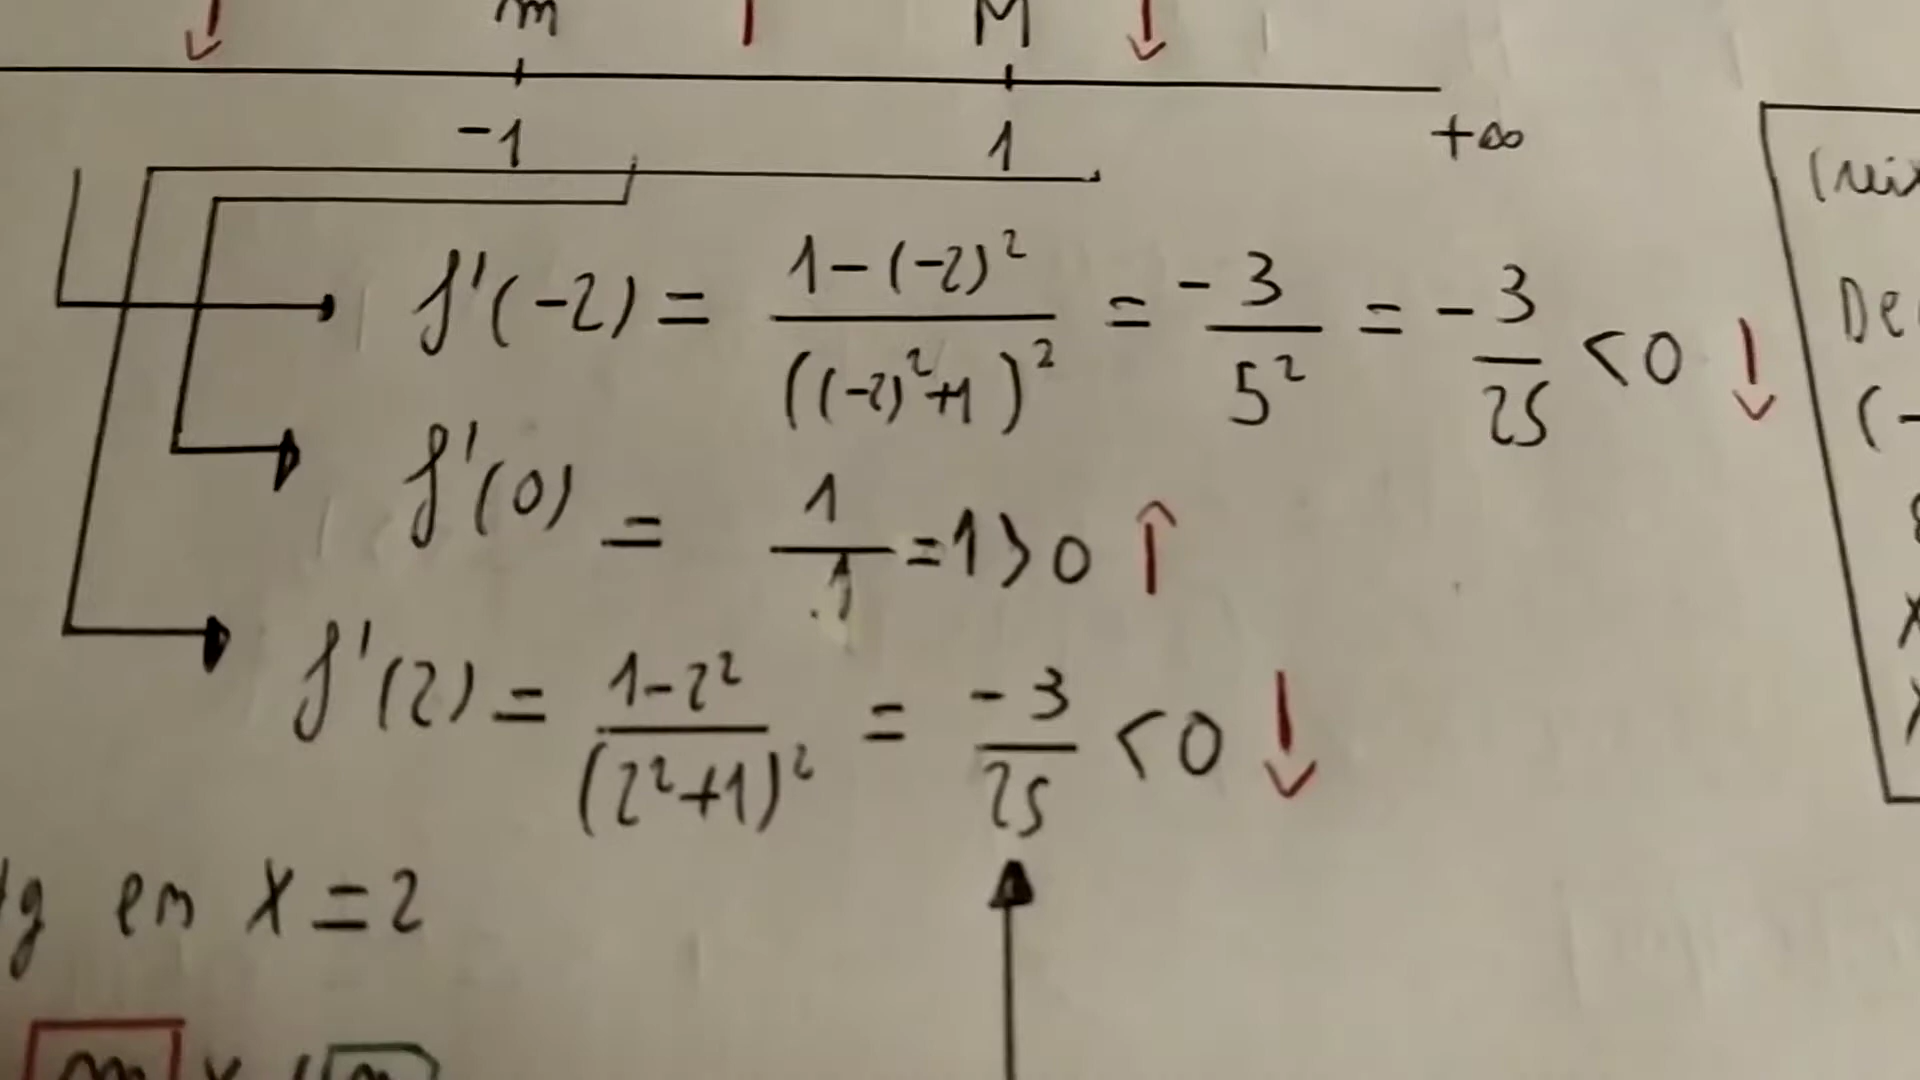 m M
-1 1 +∞
f'(-2) = (1-(-2)²)/((-2)²+1)² = -3/5² = -3/25 < 0 ↓
f'(0) = 1/1 = 1 > 0 ↑
f'(2) = (1-2²)/(2²+1)² = -3/25 < 0 ↓
en x = 2